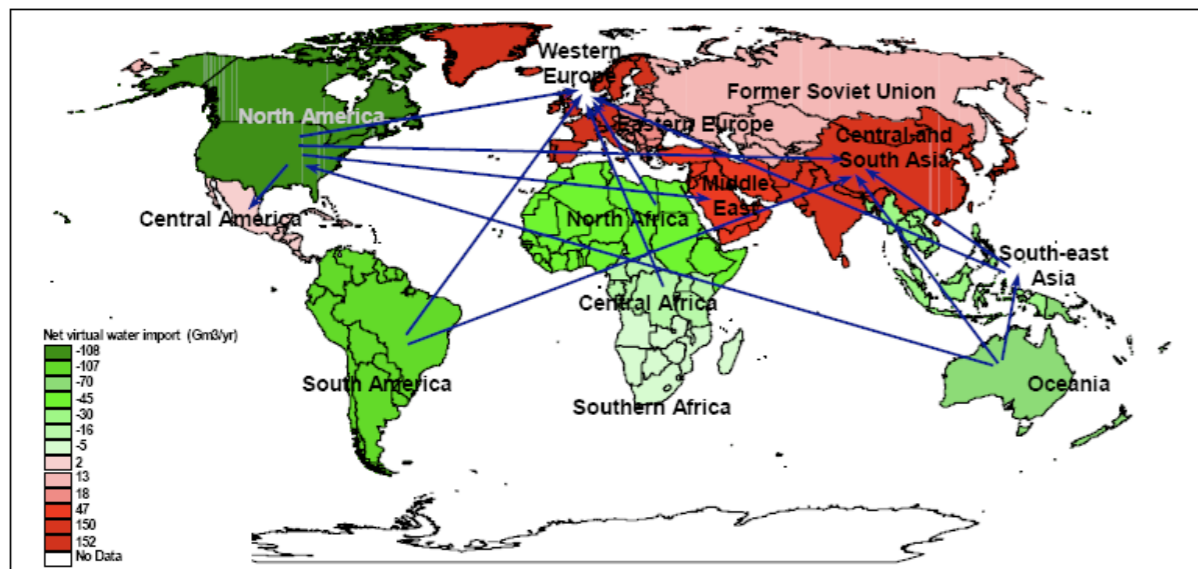 Western
Europe
North America
Former Soviet Union
Eastern Europe
Central and
South Asia
Middle
East
Central America
North Africa
South-east
Asia
Central Africa
South America
Oceania
Southern Africa
Net virtual water import (Gm3/yr)
-108
-107
-70
-45
-30
-16
-5
2
13
18
47
150
152
No Data